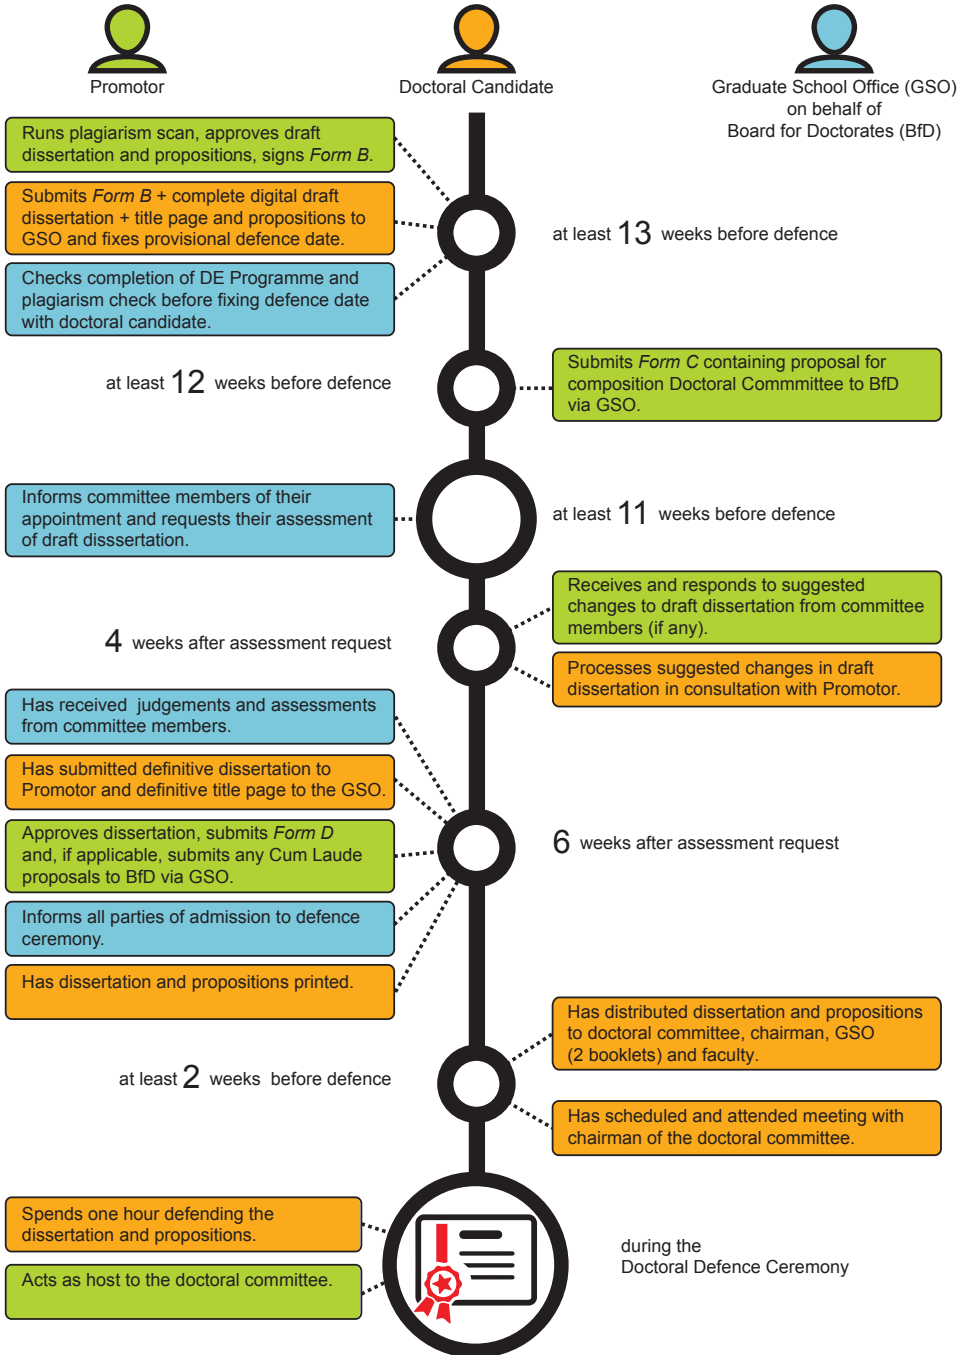 Promotor
Doctoral Candidate
Graduate School Office (GSO)
on behalf of
Board for Doctorates (BfD)
Runs plagiarism scan, approves draft
dissertation and propositions, signs Form B.
Submits Form B + complete digital draft
dissertation + title page and propositions to
GSO and fixes provisional defence date.
at least 13 weeks before defence
Checks completion of DE Programme and
plagiarism check before fixing defence date
with doctoral candidate.
at least 12 weeks before defence
Submits Form C containing proposal for
composition Doctoral Commmittee to BfD
via GSO.
Informs committee members of their
appointment and requests their assessment
of draft disssertation.
at least 11 weeks before defence
Receives and responds to suggested
changes to draft dissertation from committee
members (if any).
4 weeks after assessment request
Processes suggested changes in draft
dissertation in consultation with Promotor.
Has received judgements and assessments
from committee members.
Has submitted definitive dissertation to
Promotor and definitive title page to the GSO.
Approves dissertation, submits Form D
and, if applicable, submits any Cum Laude
proposals to BfD via GSO.
6 weeks after assessment request
Informs all parties of admission to defence
ceremony.
Has dissertation and propositions printed.
Has distributed dissertation and propositions
to doctoral committee, chairman, GSO
(2 booklets) and faculty.
at least 2 weeks before defence
Has scheduled and attended meeting with
chairman of the doctoral committee.
Spends one hour defending the
dissertation and propositions.
during the
Doctoral Defence Ceremony
Acts as host to the doctoral committee.